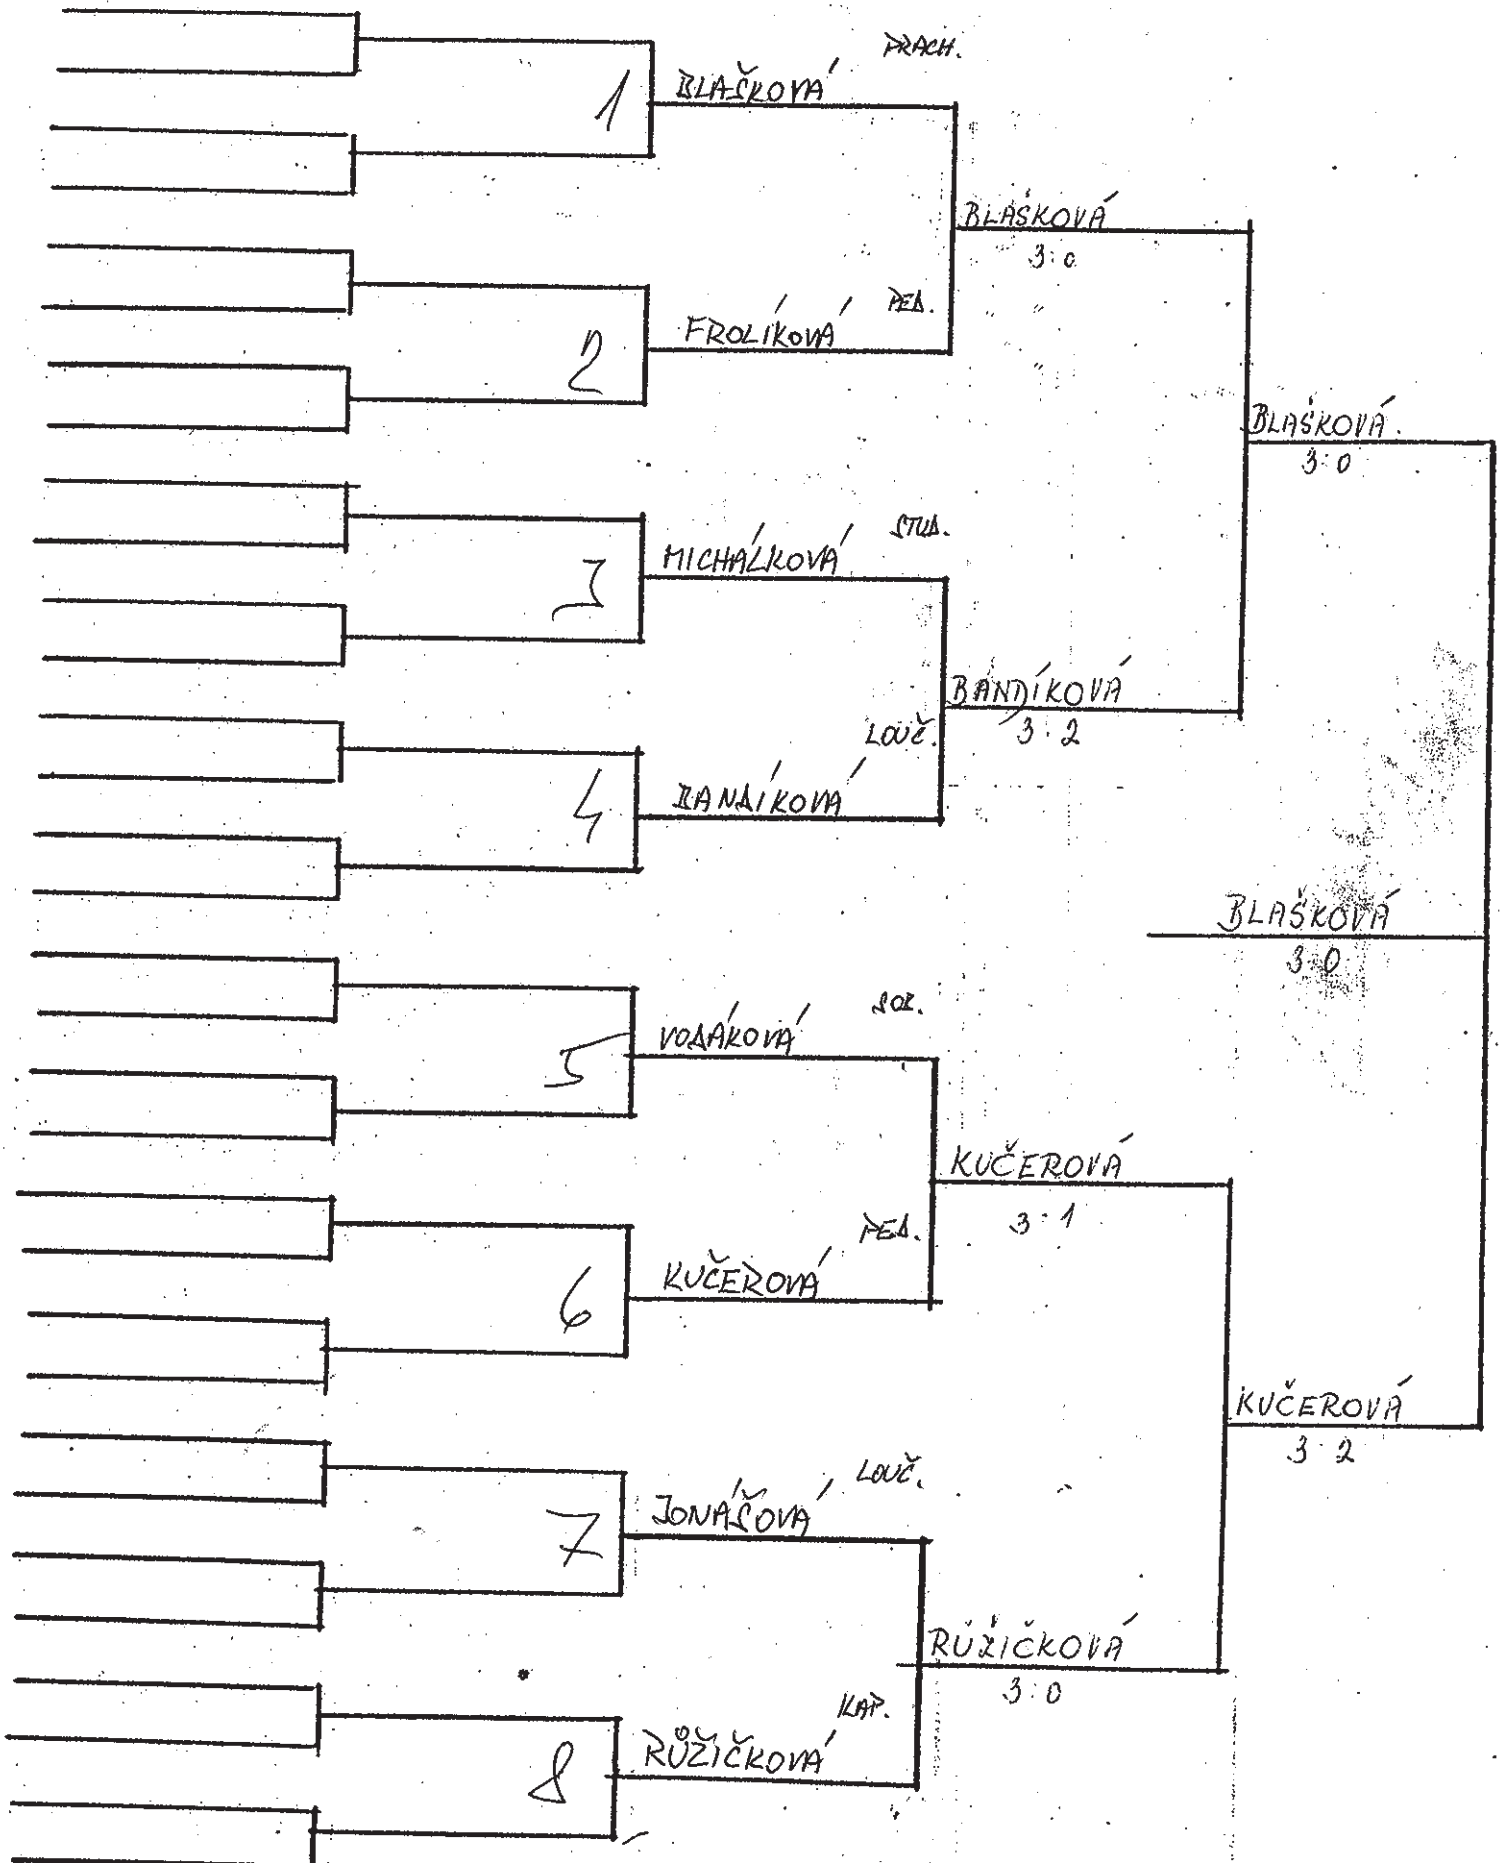 PRACH.
1 BLAŠKOVÁ
BLAŠKOVÁ
3:0
PED.
2 FROLÍKOVÁ
BLAŠKOVÁ.
3:0
STUD.
3 MICHÁLKOVÁ
BANDÍKOVÁ
3:2
LOUČ.
4 BANDÍKOVÁ
BLAŠKOVÁ
3:0
SOB.
5 VODÁKOVÁ
KUČEROVÁ
3:1
PED.
6 KUČEROVÁ
KUČEROVÁ
3:2
LOUČ.
7 JONÁŠOVÁ
RŮŽIČKOVÁ
3:0
KAP.
8 RŮŽIČKOVÁ